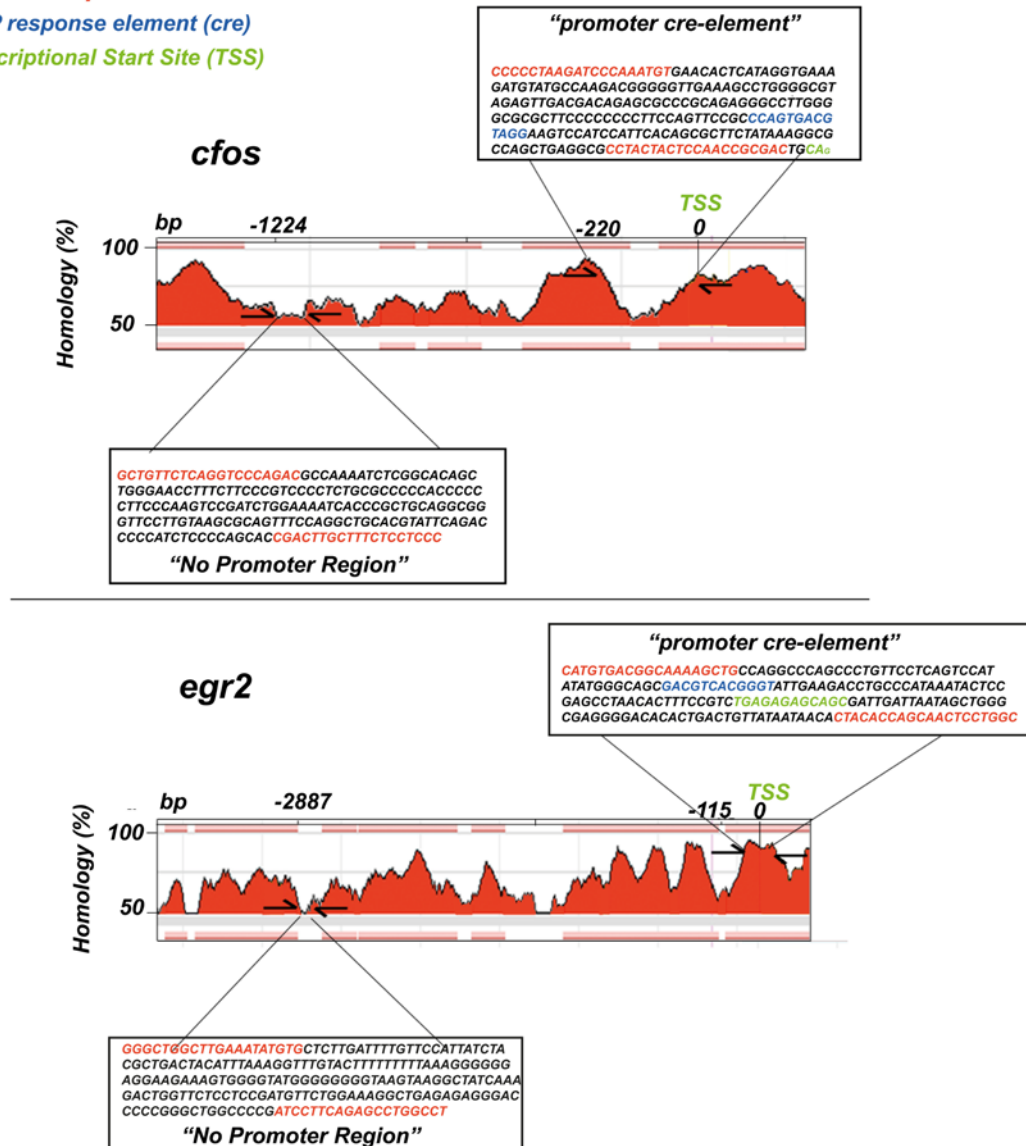 response element (cre)
Start Site (TSS)
“promoter cre-element”
CCCCCTAAGATCCCAAATGTGAACACTCATAGGTGAAA
GATGTATGCCAAGACGGGGGTTGAAAGCCTGGGGCGT
AGAGTTGACGACAGAGCGCCCGCAGAGGGCCTTGGG
GCGCGCTTCCCCCCCCTTCCAGTTCCGCCCAGTGACG
TAGGAAGTCCATCCATTCACAGCGCTTCTATAAAGGCG
CCAGCTGAGGCGCCTACTACTCCAACCGCGACTGCAG
cfos
TSS
bp -1224 -220 0
100
50
Homology (%)
GCTGTTCTCAGGTCCCAGACGCCAAAATCTCGGCACAGC
TGGGAACCTTTCTTCCCGTCCCCTCTGCGCCCCCACCCCC
CTTCCCAAGTCCGATCTGGAAAATCACCCGCTGCAGGCGG
GTTCCTTGTAAGCGCAGTTTCCAGGCTGCACGTATTCAGAC
CCCCATCTCCCCAGCACCGACTTGCTTTCTCCTCCC
“No Promoter Region”
“promoter cre-element”
CATGTGACGGCAAAAGCTGCCAGGCCCAGCCCTGTTCCTCAGTCCAT
ATATGGGCAGCGACGTCACGGGTATTGAAGACCTGCCCATAAATACTCC
GAGCCTAACACTTTCCGTCTGAGAGAGCAGCGATTGATTAATAGCTGGG
CGAGGGGACACACTGACTGTTATAATAACACTACACCAGCAACTCCTGGC
egr2
TSS
bp -2887 -115 0
100
50
Homology (%)
GGGCTGGCTTGAAATATGTGCTCTTGATTTTGTTCCATTATCTA
CGCTGACTACATTTAAAGGTTTGTACTTTTTTTTTAAAGGGGGG
AGGAAGAAAGTGGGGTATGGGGGGGGTAAGTAAGGCTATCAAA
GACTGGTTCTCCTCCGATGTTCTGGAAAGGCTGAGAGAGGGAC
CCCCGGGCTGGCCCCGATCCTTCAGAGCCTGGCCT
“No Promoter Region”